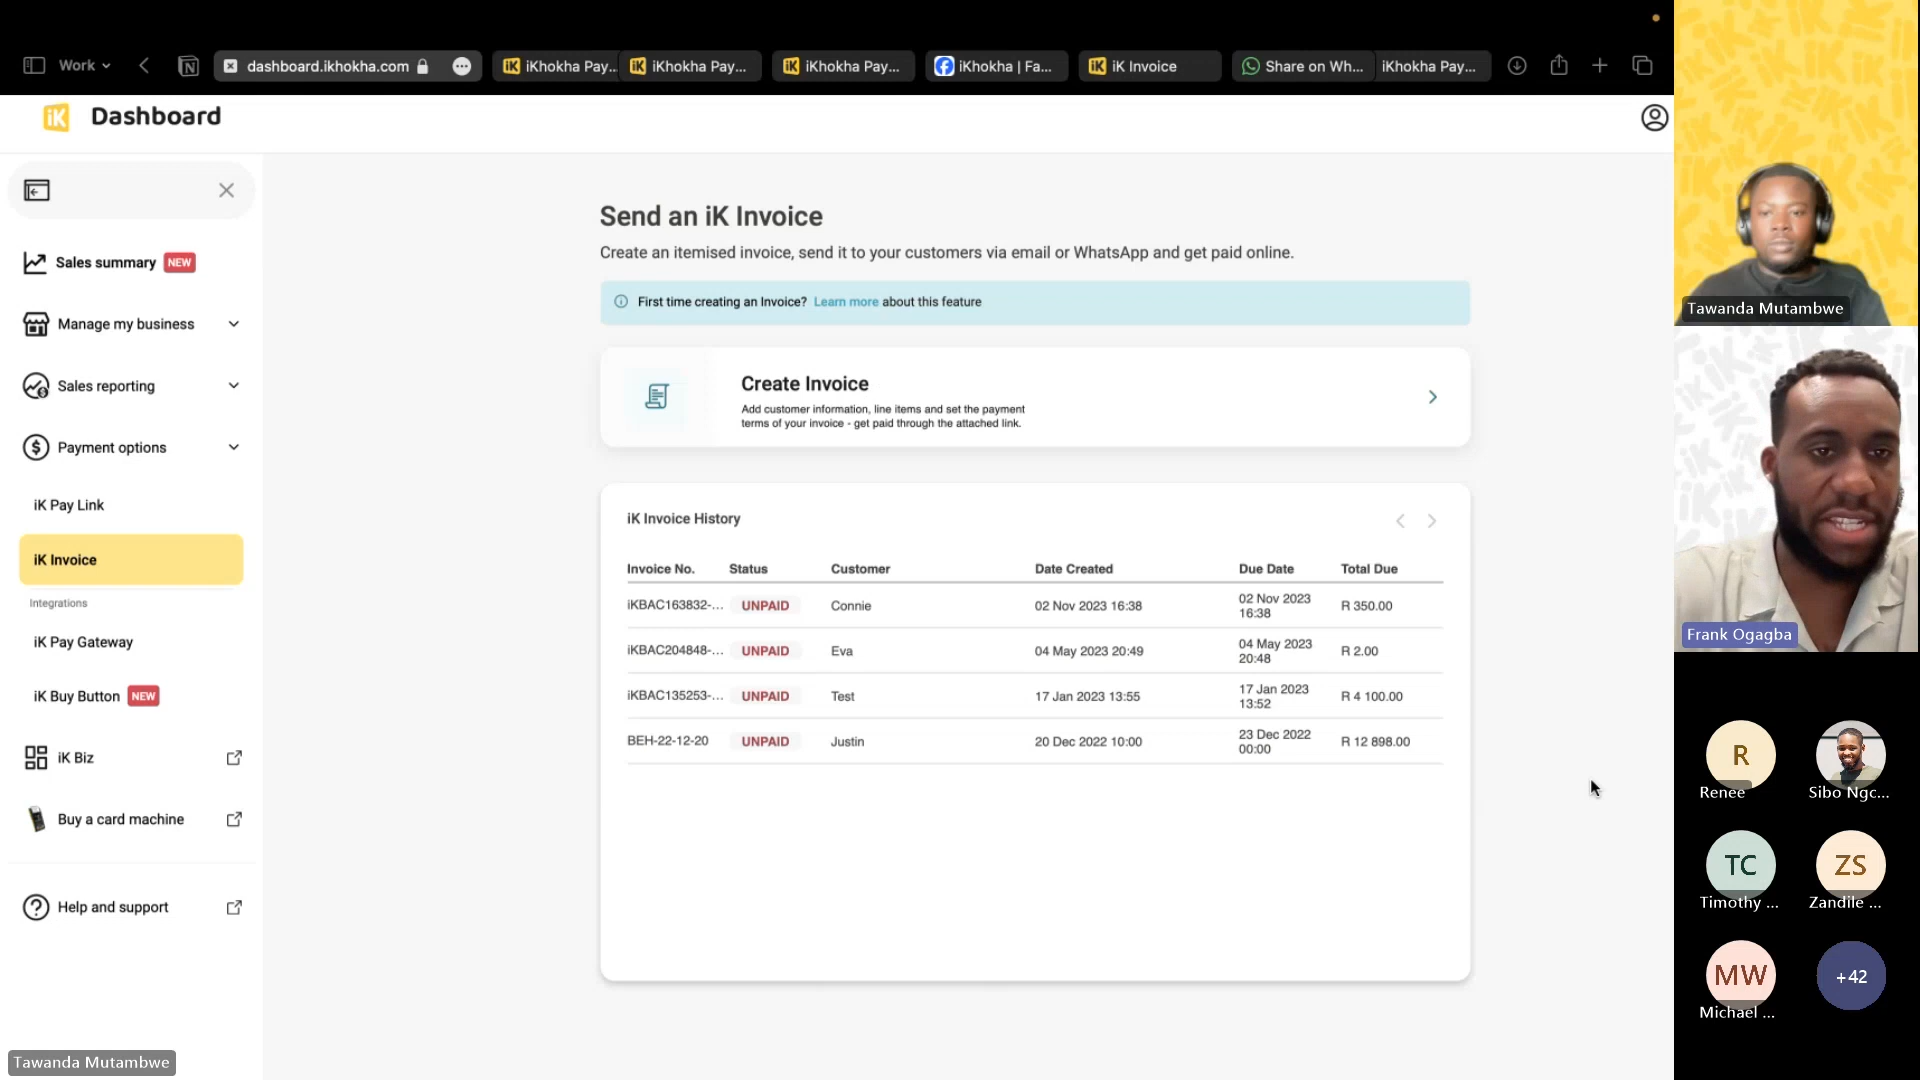 Work
dashboard.ikhokha.com
iKhokha Pay...
iKhokha Pay...
iKhokha Pay...
iKhokha | Fa...
iK Invoice
Share on Wh...
iKhokha Pay...
iK Dashboard
Sales summary NEW
Manage my business
Sales reporting
Payment options
iK Pay Link
iK Invoice
Integrations
iK Pay Gateway
iK Buy Button NEW
iK Biz
Buy a card machine
Help and support
Send an iK Invoice
Create an itemised invoice, send it to your customers via email or WhatsApp and get paid online.
First time creating an Invoice? Learn more about this feature
Create Invoice
Add customer information, line items and set the payment
terms of your invoice - get paid through the attached link.
iK Invoice History
Invoice No. Status Customer Date Created Due Date Total Due
iKBAC163832-... UNPAID Connie 02 Nov 2023 16:38 02 Nov 2023 16:38 R 350.00
iKBAC204848-... UNPAID Eva 04 May 2023 20:49 04 May 2023 20:48 R 2.00
iKBAC135253-... UNPAID Test 17 Jan 2023 13:55 17 Jan 2023 13:52 R 4 100.00
BEH-22-12-20 UNPAID Justin 20 Dec 2022 10:00 23 Dec 2022 00:00 R 12 898.00
Tawanda Mutambwe
Frank Ogagba
R
Renee
Sibo Ngc...
TC
Timothy ...
ZS
Zandile ...
MW
Michael ...
+42
Tawanda Mutambwe